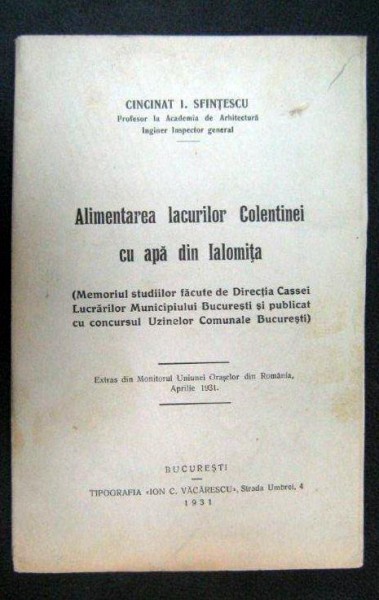 CINCINAT I. SFINȚESCU
Profesor la Academia de Arhitectură
Inginer Inspector general
Alimentarea lacurilor Colentinei
cu apă din Ialomița
(Memoriul studiilor făcute de Direcția Cassei
Lucrărilor Municipiului București și publicat
cu concursul Uzinelor Comunale București)
Extras din Monitorul Uniunei Orașelor din România,
Aprilie 1931.
BUCUREȘTI
TIPOGRAFIA «ION C. VĂCĂRESCU», Strada Umbrei, 4
1931